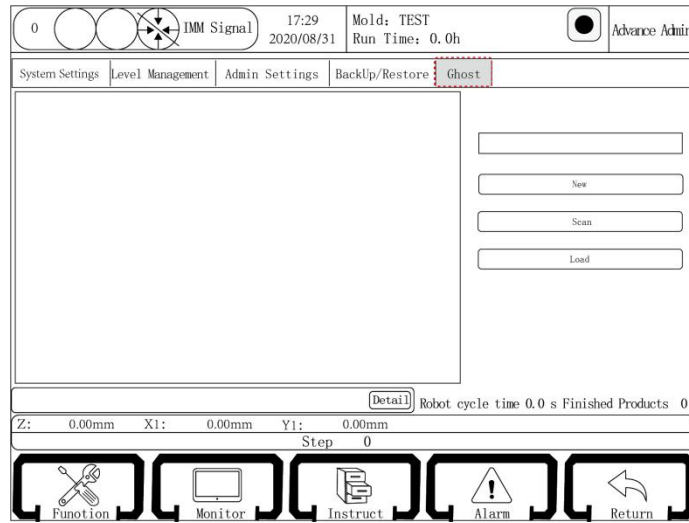 0 IMM Signal 17:29 Mold: TEST Advance Admin
2020/08/31 Run Time: 0.0h
System Settings Level Management Admin Settings BackUp/Restore Ghost
New
Scan
Load
Detail Robot cycle time 0.0 s Finished Products 0
Z: 0.00mm X1: 0.00mm Y1: 0.00mm
Step 0
Funotion Monitor Instruct Alarm Return